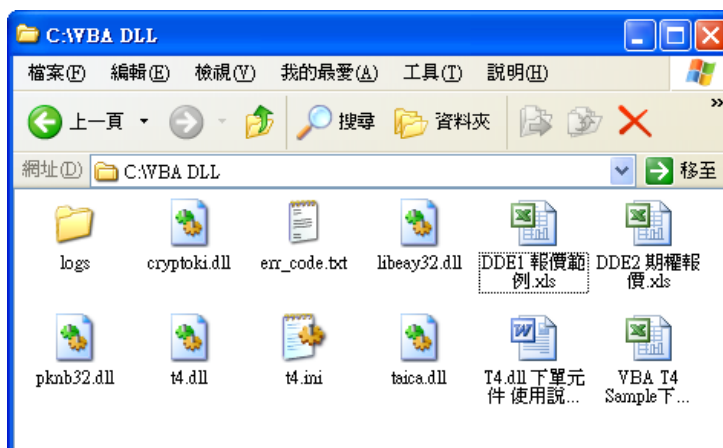 C:\VBA DLL
檔案(F) 編輯(E) 檢視(V) 我的最愛(A) 工具(T) 說明(H)
上一頁 搜尋 資料夾 »
網址(D) C:\VBA DLL 移至
logs cryptoki.dll err_code.txt libeay32.dll DDE1 報價範 DDE2 期權報
例.xls 價.xls
pknb32.dll t4.dll t4.ini taica.dll T4.dll 下單元 VBA T4
件 使用說... Sample下...